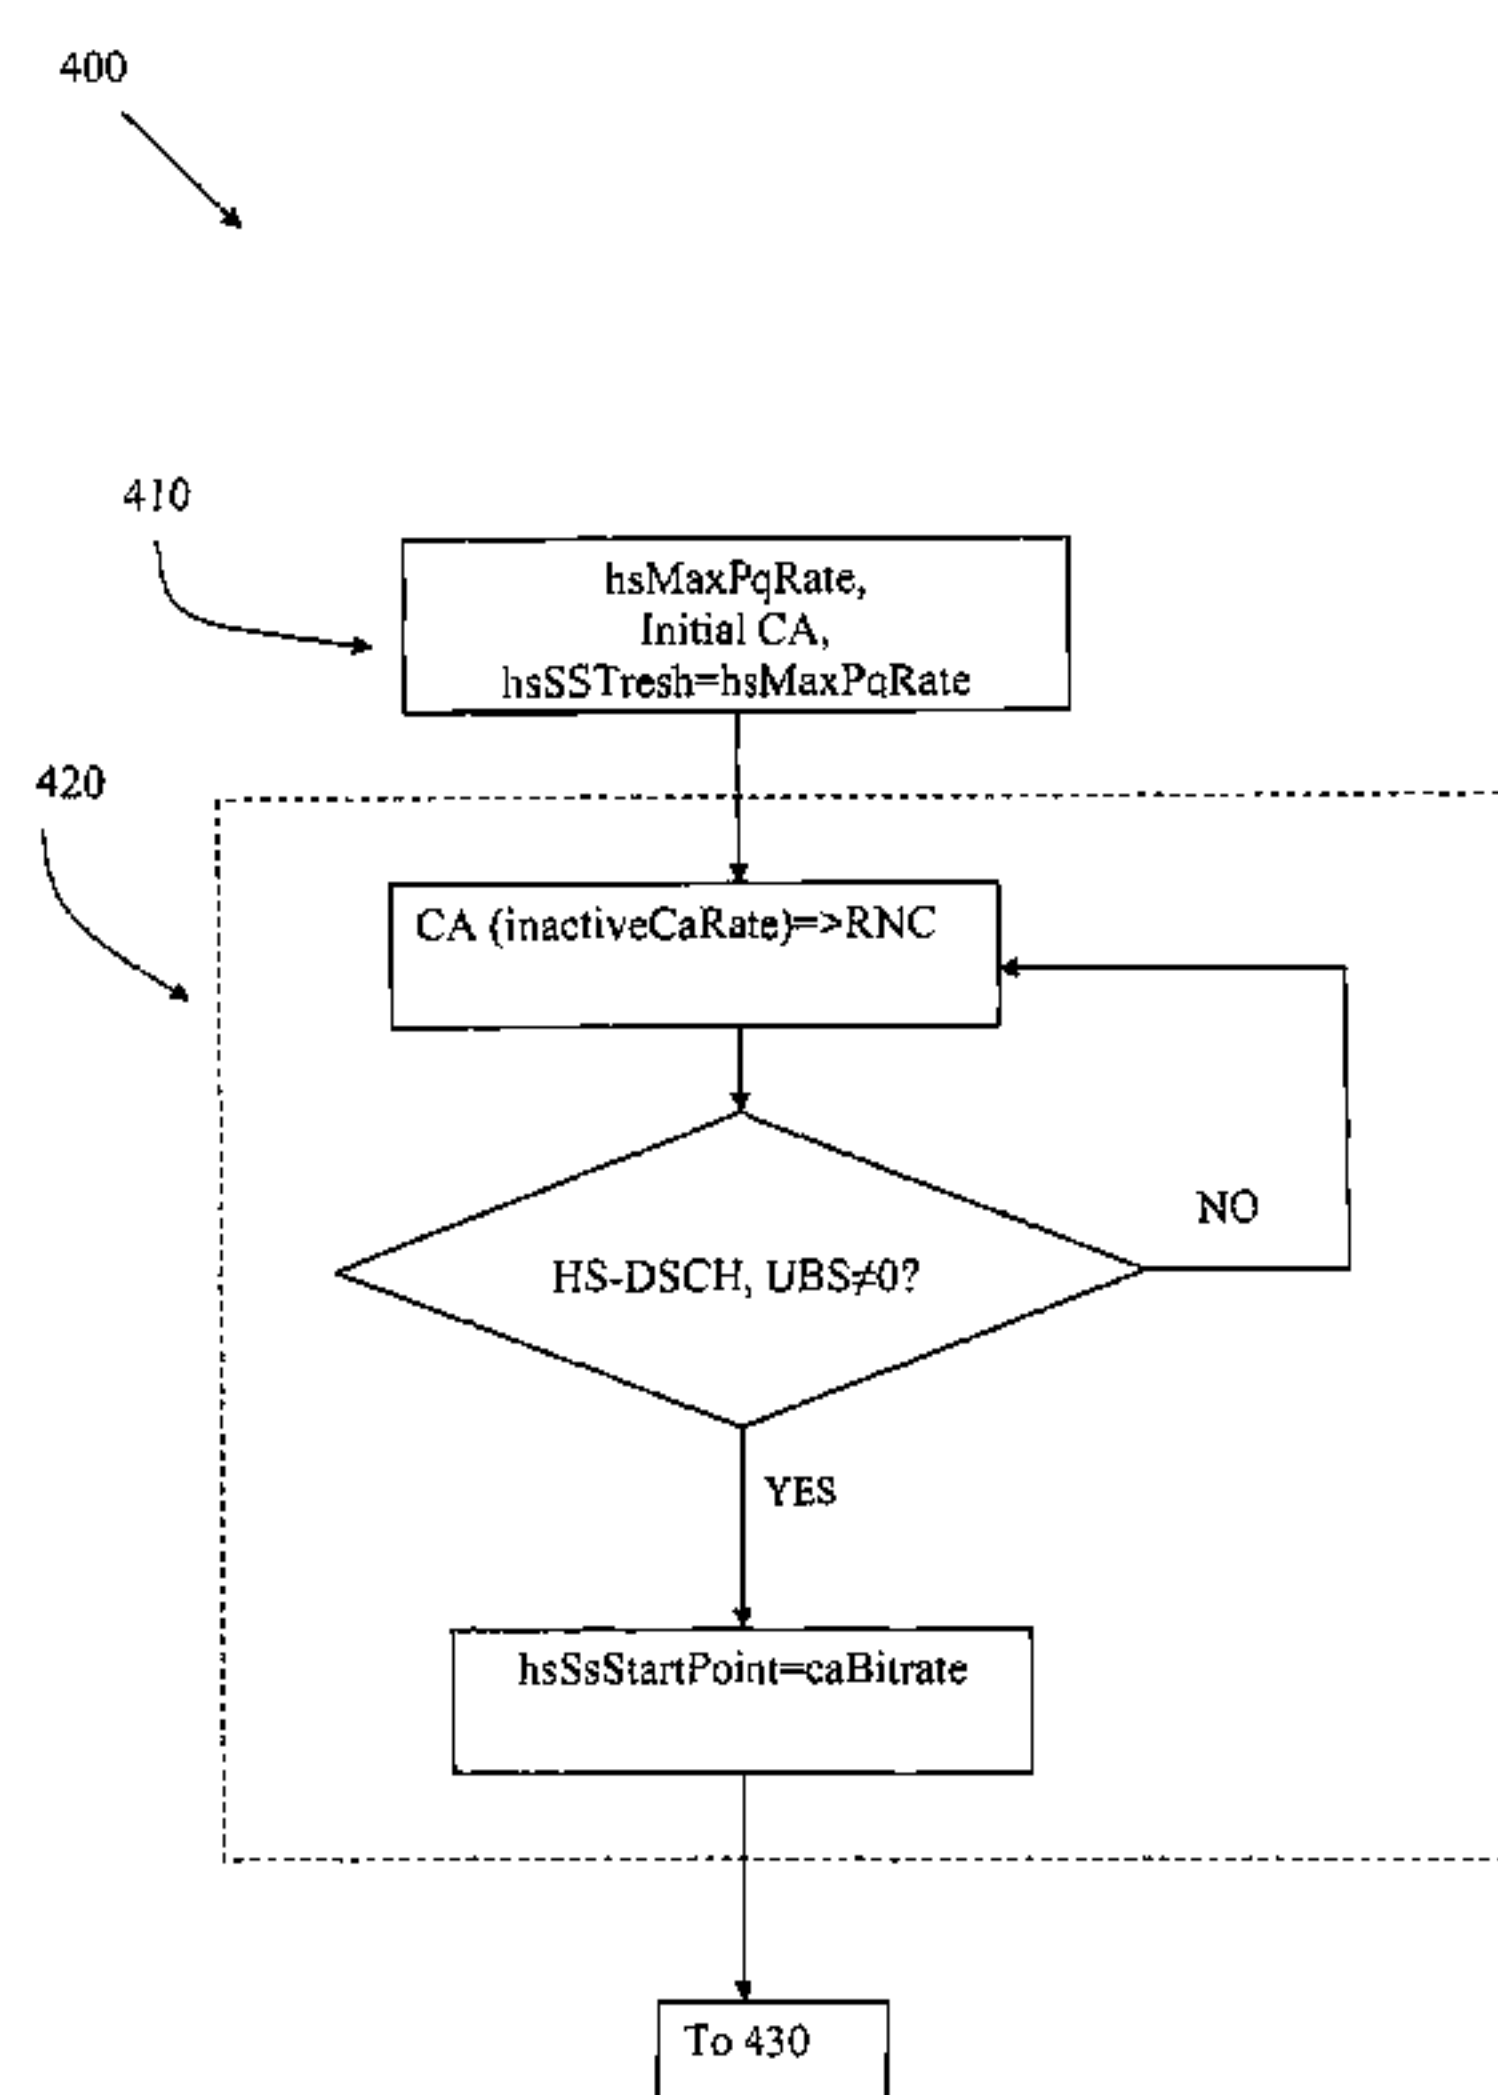 400
410
hsMaxPqRate,
Initial CA,
hsSSTresh=hsMaxPqRate
420
CA (inactiveCaRate)=>RNC
NO
HS-DSCH, UBS≠0?
YES
hsSsStartPoint=caBitrate
To 430